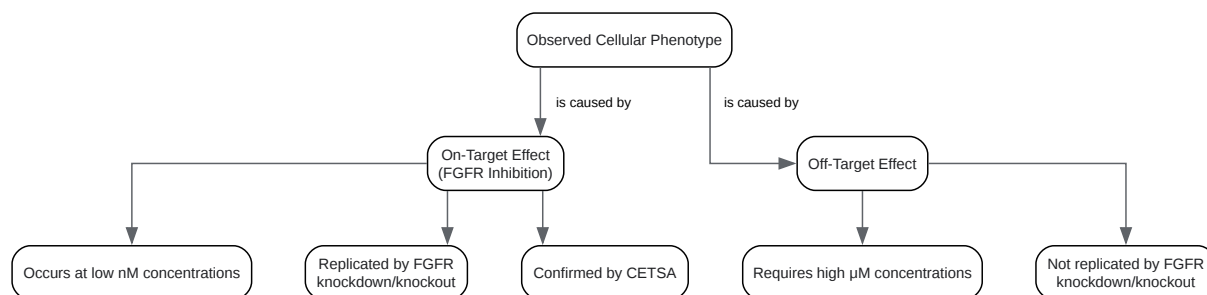 Observed Cellular Phenotype
is caused by
is caused by
On-Target Effect
(FGFR Inhibition)
Off-Target Effect
Occurs at low nM concentrations
Replicated by FGFR
knockdown/knockout
Confirmed by CETSA
Requires high μM concentrations
Not replicated by FGFR
knockdown/knockout